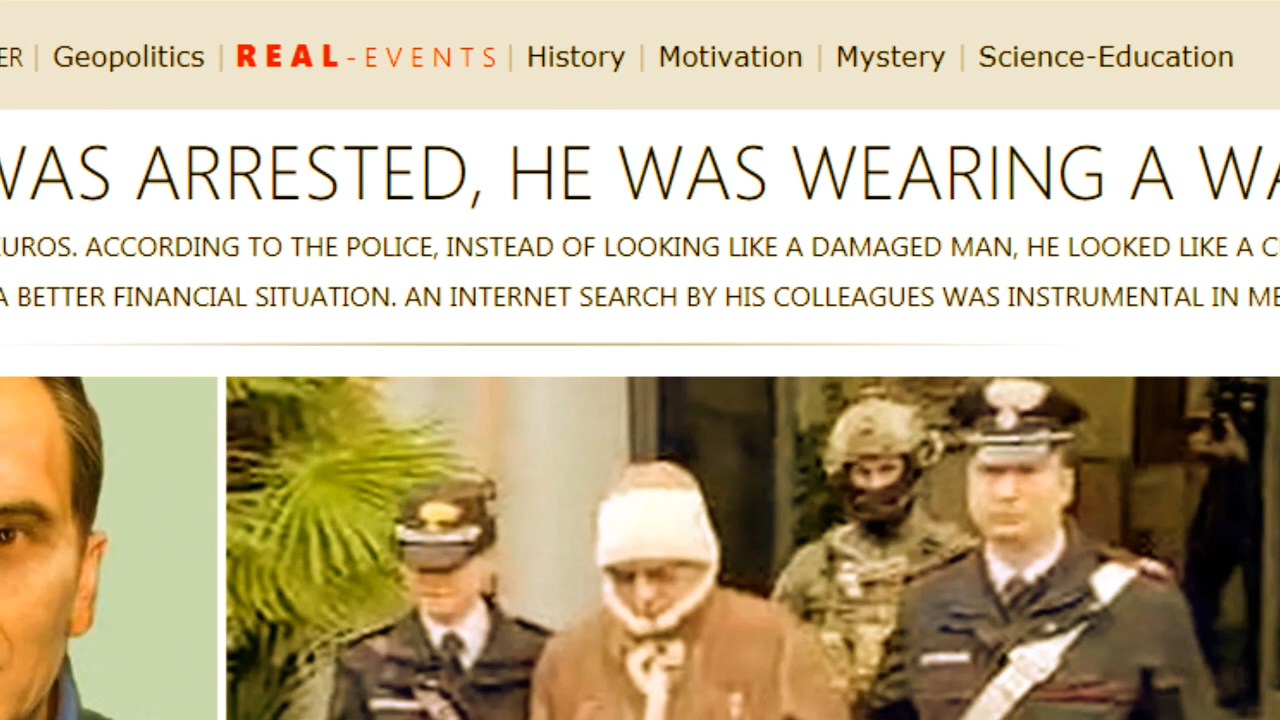 ER | Geopolitics | REAL-EVENTS | History | Motivation | Mystery | Science-Education
WAS ARRESTED, HE WAS WEARING A WA
EUROS. ACCORDING TO THE POLICE, INSTEAD OF LOOKING LIKE A DAMAGED MAN, HE LOOKED LIKE A C
A BETTER FINANCIAL SITUATION. AN INTERNET SEARCH BY HIS COLLEAGUES WAS INSTRUMENTAL IN ME